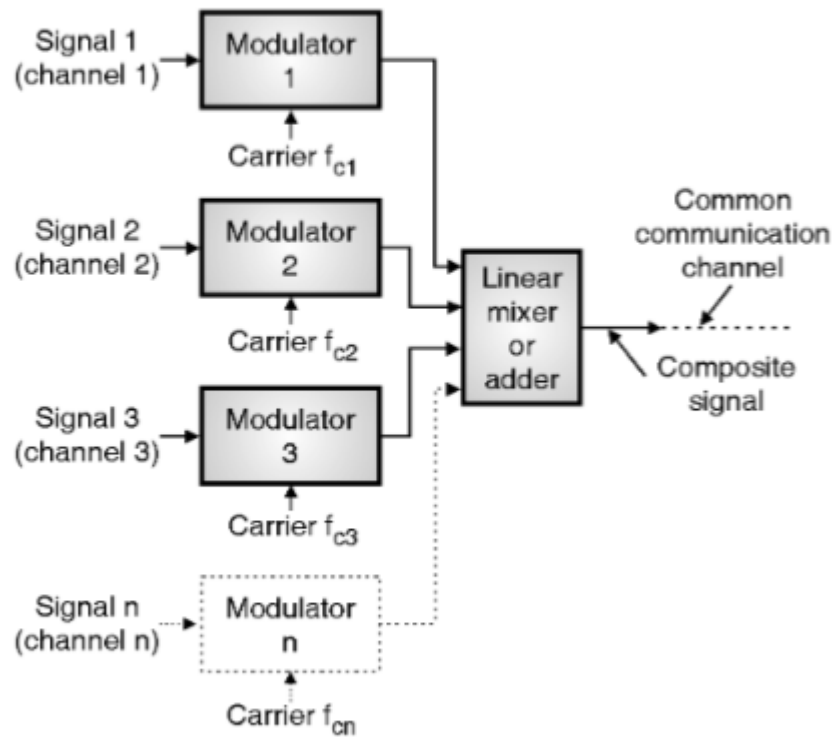 Signal 1
(channel 1)
Modulator
1
Carrier fc1
Signal 2
(channel 2)
Modulator
2
Carrier fc2
Signal 3
(channel 3)
Modulator
3
Carrier fc3
Signal n
(channel n)
Modulator
n
Carrier fcn
Linear
mixer
or
adder
Common
communication
channel
Composite
signal